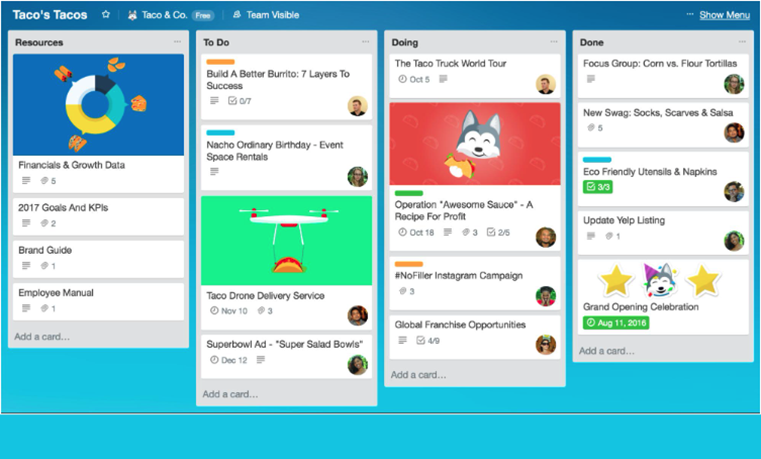 Taco's Tacos
Taco & Co. Free
Team Visible
... Show Menu
Resources ...
Financials & Growth Data
5
2017 Goals And KPIs
2
Brand Guide
1
Employee Manual
1
Add a card...
To Do ...
Build A Better Burrito: 7 Layers To
Success
0/7
Nacho Ordinary Birthday - Event
Space Rentals
Taco Drone Delivery Service
Nov 10 3
Superbowl Ad - "Super Salad Bowls"
Dec 12
Add a card...
Doing ...
The Taco Truck World Tour
Oct 5
Operation "Awesome Sauce" - A
Recipe For Profit
Oct 18 3 2/5
#NoFiller Instagram Campaign
3
Global Franchise Opportunities
4/9
Add a card...
Done ...
Focus Group: Corn vs. Flour Tortillas
New Swag: Socks, Scarves & Salsa
5
Eco Friendly Utensils & Napkins
3/3
Update Yelp Listing
1
Grand Opening Celebration
Aug 11, 2016
Add a card...